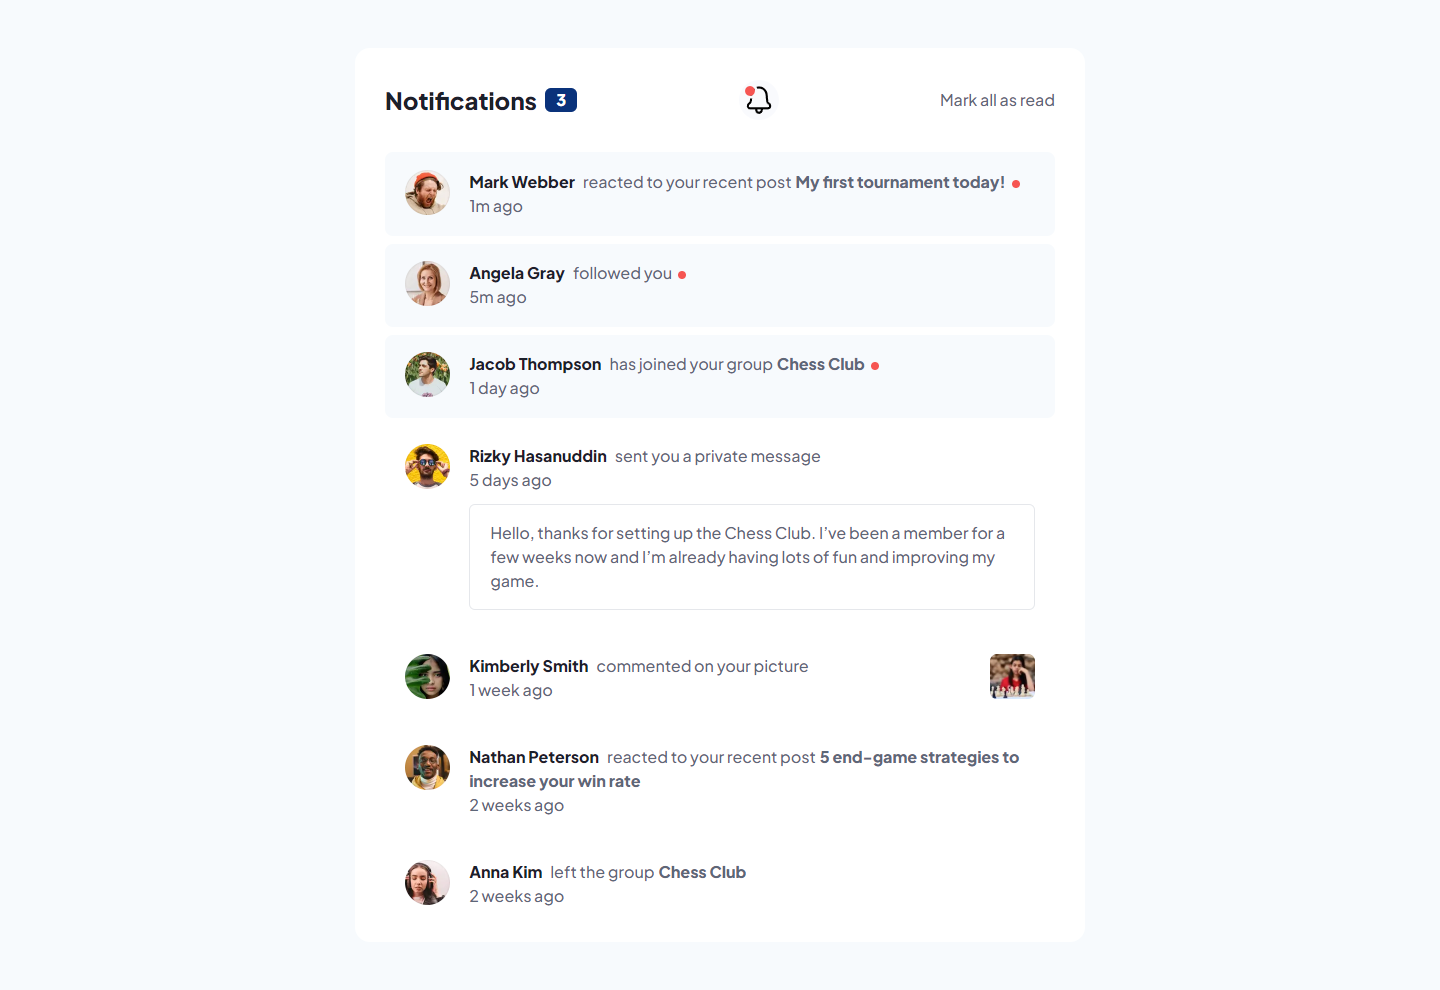 Notifications 3 Mark all as read
Mark Webber reacted to your recent post My first tournament today!
1m ago
Angela Gray followed you
5m ago
Jacob Thompson has joined your group Chess Club
1 day ago
Rizky Hasanuddin sent you a private message
5 days ago
Hello, thanks for setting up the Chess Club. I’ve been a member for a
few weeks now and I’m already having lots of fun and improving my
game.
Kimberly Smith commented on your picture
1 week ago
Nathan Peterson reacted to your recent post 5 end-game strategies to
increase your win rate
2 weeks ago
Anna Kim left the group Chess Club
2 weeks ago